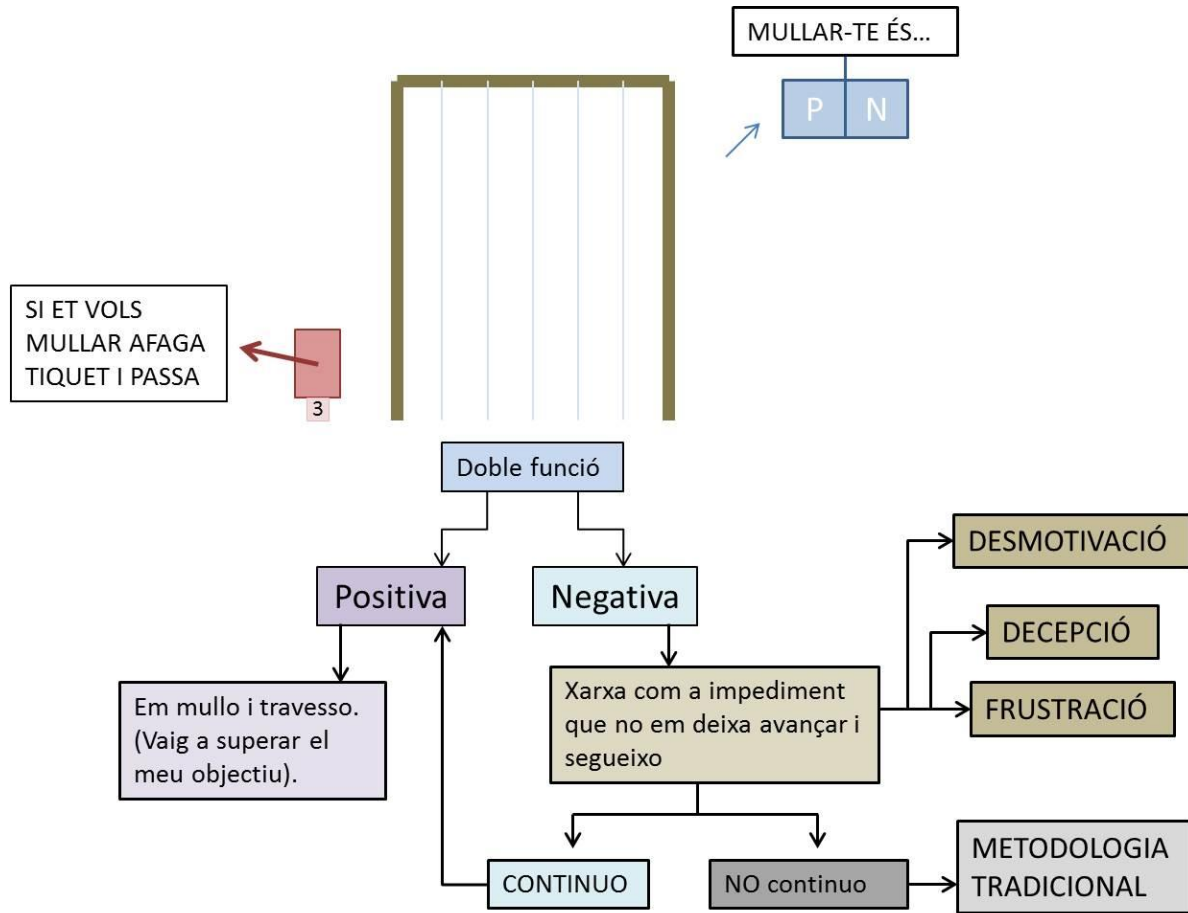 MULLAR-TE ÉS...
P N
SI ET VOLS
MULLAR AFAGA
TIQUET I PASSA
3
Doble funció
Positiva
Negativa
DESMOTIVACIÓ
DECEPCIÓ
FRUSTRACIÓ
Em mullo i travesso.
(Vaig a superar el
meu objectiu).
Xarxa com a impediment
que no em deixa avançar i
segueixo
CONTINUO
NO continuo
METODOLOGIA
TRADICIONAL